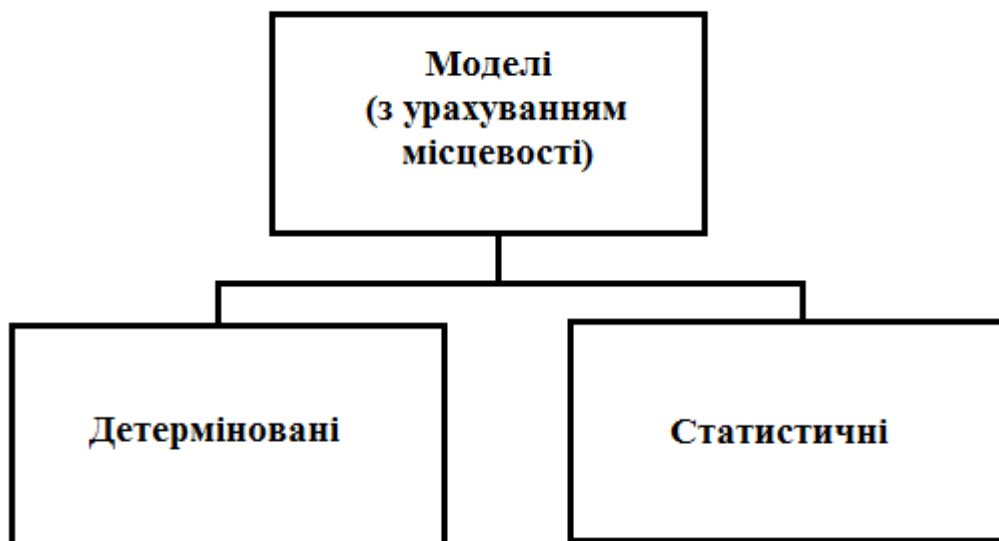 Моделі
(з урахуванням
місцевості)
Детерміновані
Статистичні